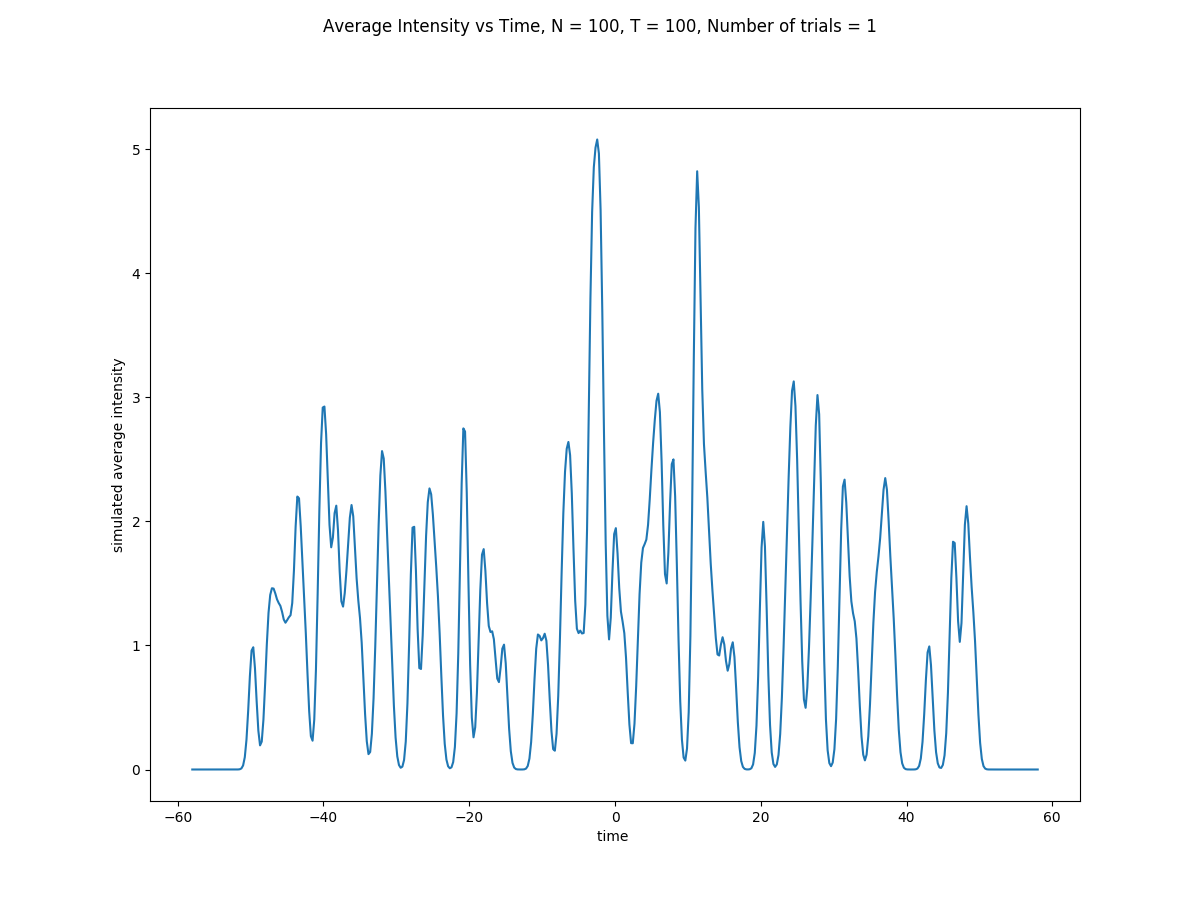 Average Intensity vs Time, N = 100, T = 100, Number of trials = 1
simulated average intensity
5
4
3
2
1
0
−60 −40 −20 0 20 40 60
time